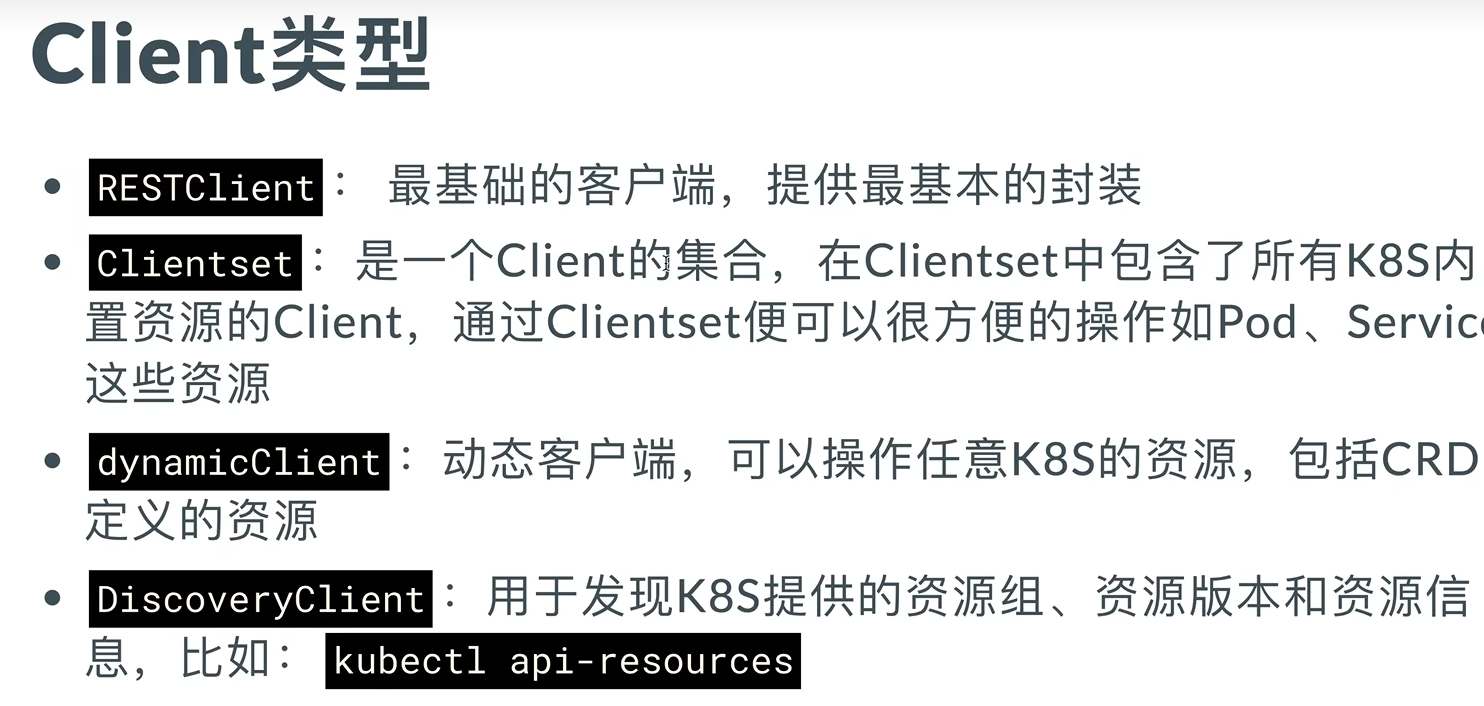 Client类型
• RESTClient： 最基础的客户端，提供最基本的封装
• Clientset：是一个Client的集合，在Clientset中包含了所有K8S内
置资源的Client，通过Clientset便可以很方便的操作如Pod、Servic
这些资源
• dynamicClient：动态客户端，可以操作任意K8S的资源，包括CRD
定义的资源
• DiscoveryClient：用于发现K8S提供的资源组、资源版本和资源信
息，比如： kubectl api-resources